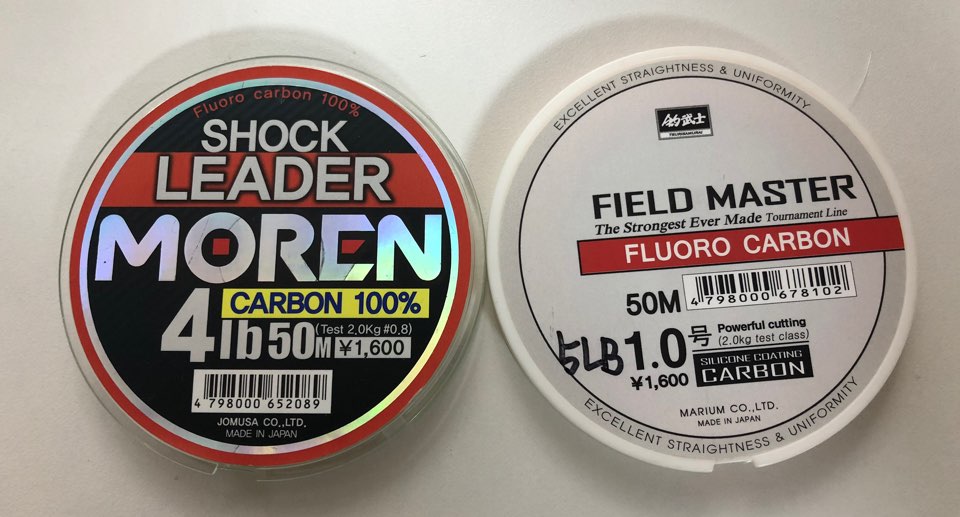 Fluoro carbon 100%
SHOCK
LEADER
MOREN
CARBON 100%
4lb 50M
(Test 2,0Kg #0,8)
¥1,600
4 798000 652089
JOMUSA CO.,LTD.
MADE IN JAPAN
EXCELLENT STRAIGHTNESS & UNIFORMITY
釣武士
FIELD MASTER
The Strongest Ever Made Tournament Line
FLUORO CARBON
50M
4 798000 678102
5LB 1.0号
Powerful cutting
(2.0kg test class)
¥1,600
SILICONE COATING
CARBON
MARIUM CO.,LTD.
MADE IN JAPAN
EXCELLENT STRAIGHTNESS & UNIFORMITY